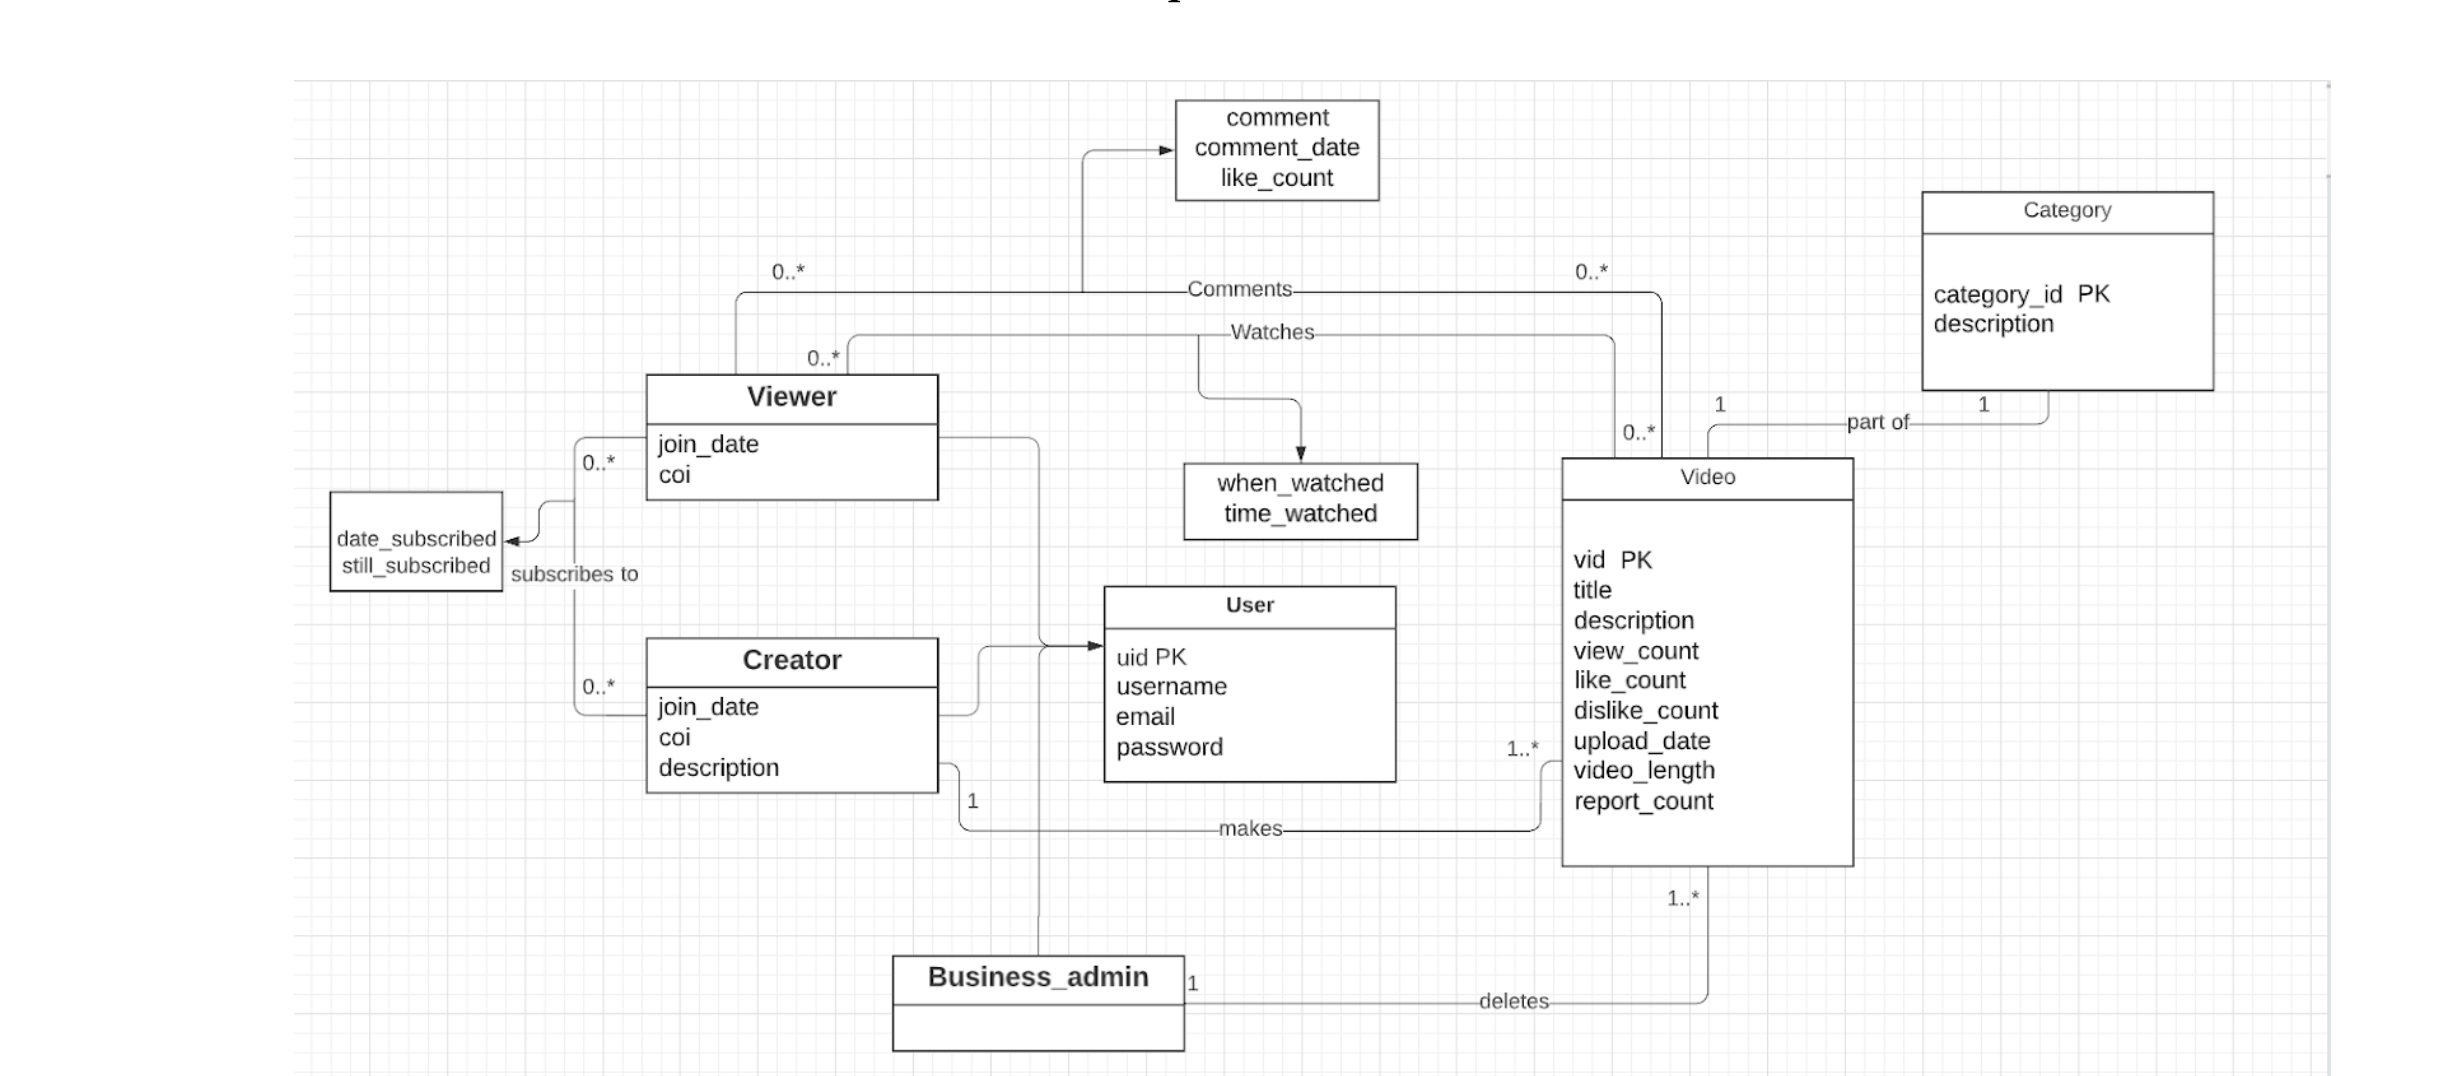 comment
comment_date
like_count
Category
category_id PK
description
0..*
0..*
Comments
Watches
0..*
0..*
1
1
part of
Viewer
join_date
coi
0..*
date_subscribed
still_subscribed
subscribes to
0..*
when_watched
time_watched
Video
vid PK
title
description
view_count
like_count
dislike_count
upload_date
video_length
report_count
User
uid PK
username
email
password
Creator
join_date
coi
description
1
makes
1..*
1..*
Business_admin
1
deletes